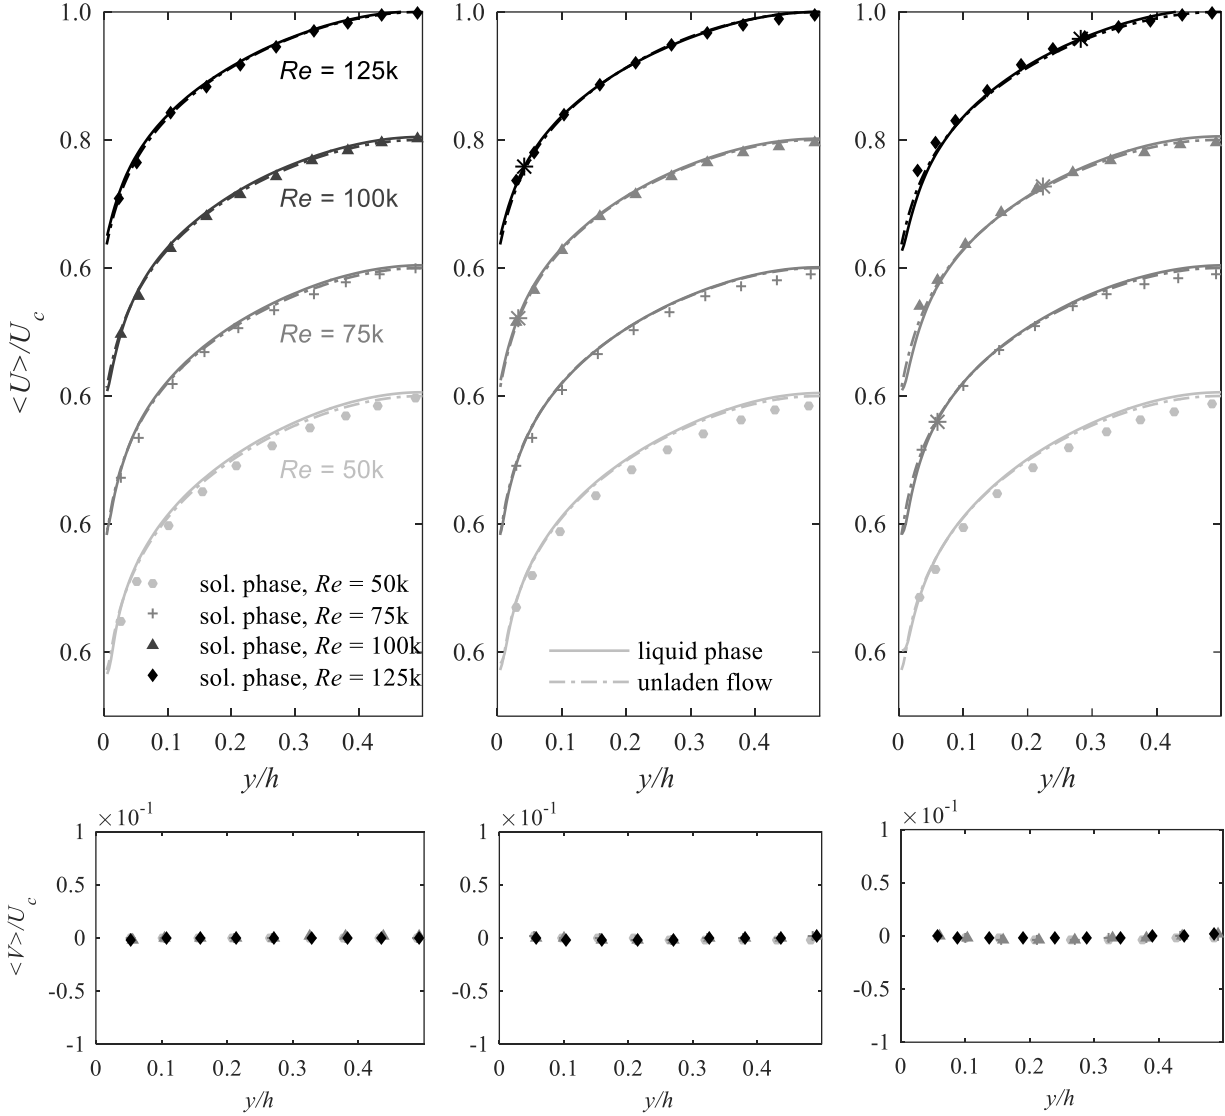 1.0
1.0
1.0
Re = 125k
0.8
0.8
0.8
Re = 100k
0.6
0.6
0.6
<U>/U_c
Re = 75k
0.6
0.6
0.6
Re = 50k
0.6
0.6
0.6
sol. phase, Re = 50k
sol. phase, Re = 75k
sol. phase, Re = 100k
sol. phase, Re = 125k
liquid phase
unladen flow
0.6
0.6
0.6
0 0.1 0.2 0.3 0.4
0 0.1 0.2 0.3 0.4
0 0.1 0.2 0.3 0.4
y/h
y/h
y/h
×10⁻¹
×10⁻¹
×10⁻¹
<V>/U_c
1
0.5
0
-0.5
-1
1
0.5
0
-0.5
-1
1
0.5
0
-0.5
-1
0 0.1 0.2 0.3 0.4
0 0.1 0.2 0.3 0.4
0 0.1 0.2 0.3 0.4
y/h
y/h
y/h